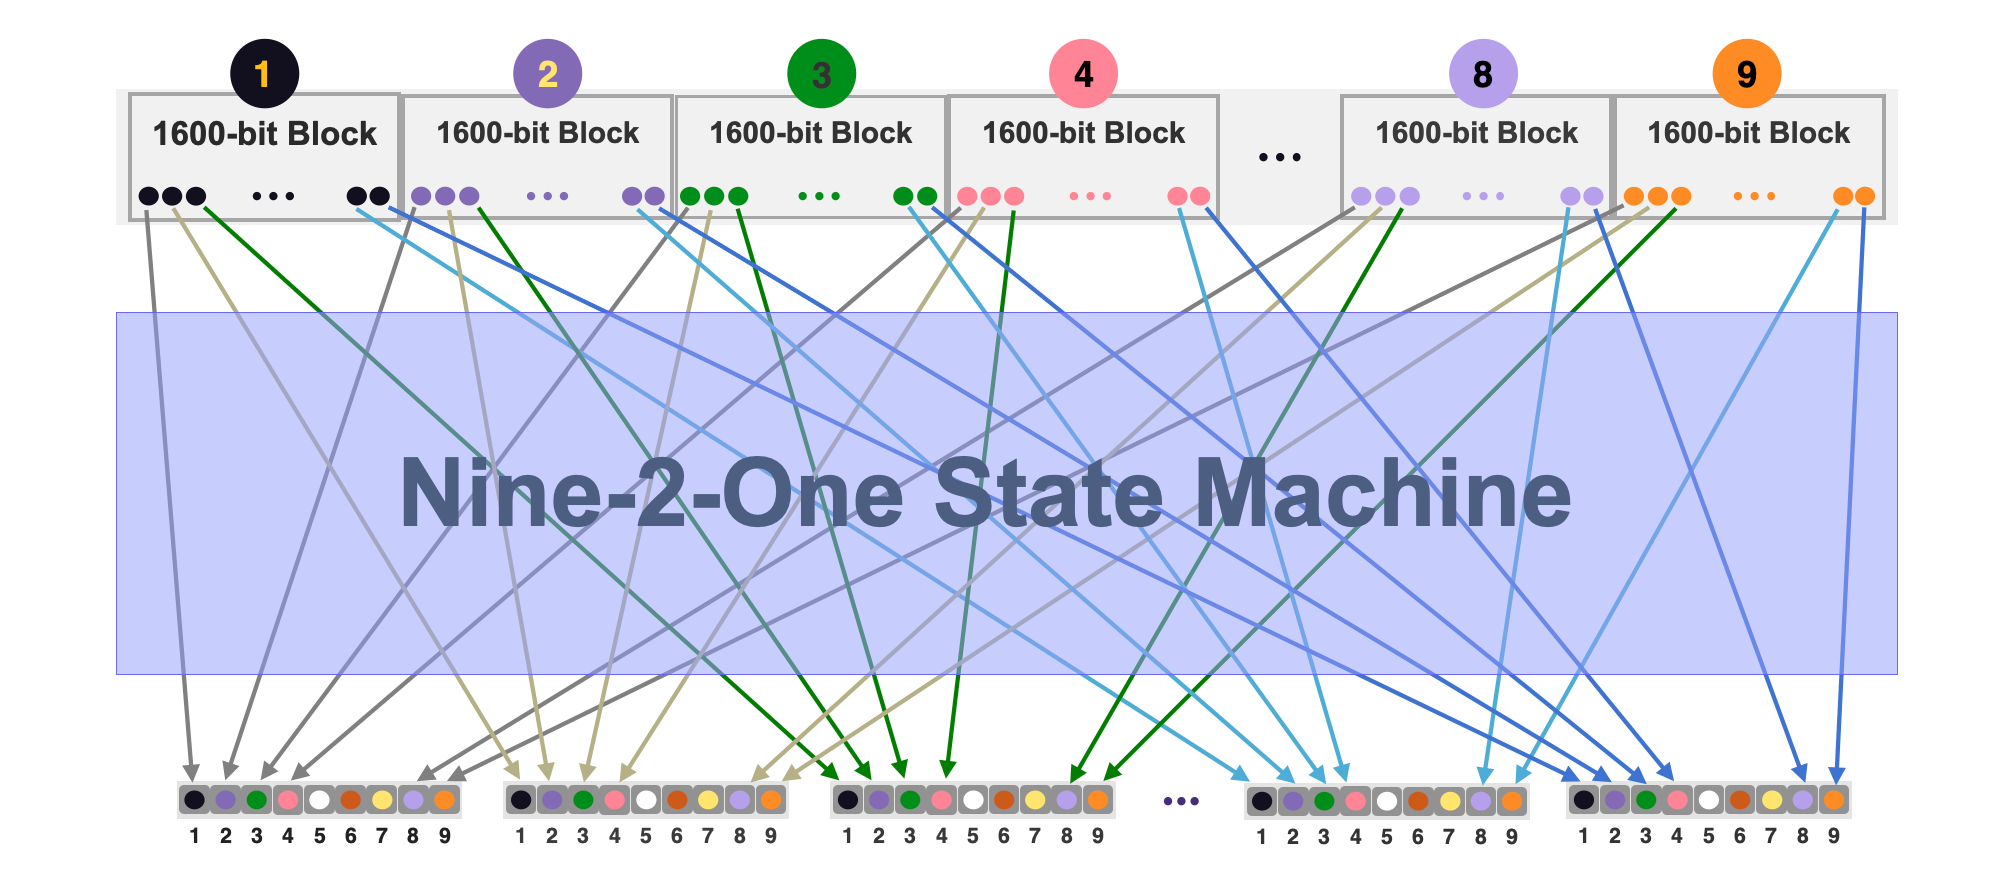 1 2 3 4 8 9
1600-bit Block 1600-bit Block 1600-bit Block 1600-bit Block ... 1600-bit Block 1600-bit Block
... ... ... ... ... ...
Nine-2-One State Machine
...
1 2 3 4 5 6 7 8 9 1 2 3 4 5 6 7 8 9 1 2 3 4 5 6 7 8 9 1 2 3 4 5 6 7 8 9 1 2 3 4 5 6 7 8 9